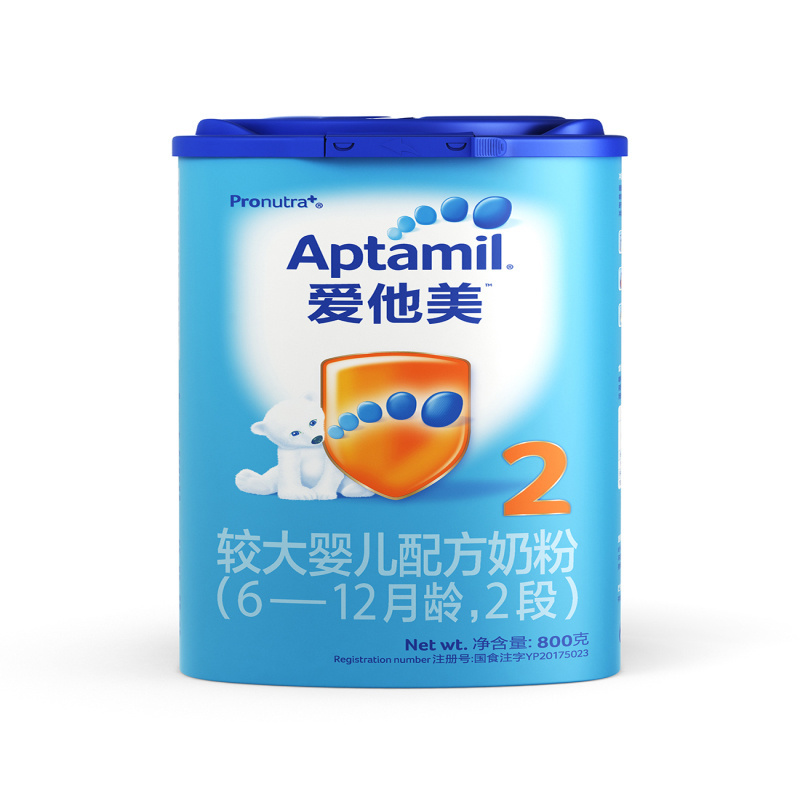 Pronutra+®
Aptamil®
爱他美™
2
较大婴儿配方奶粉
(6—12月龄,2段)
Net wt. 净含量: 800克
Registration number 注册号:国食注字YP20175023